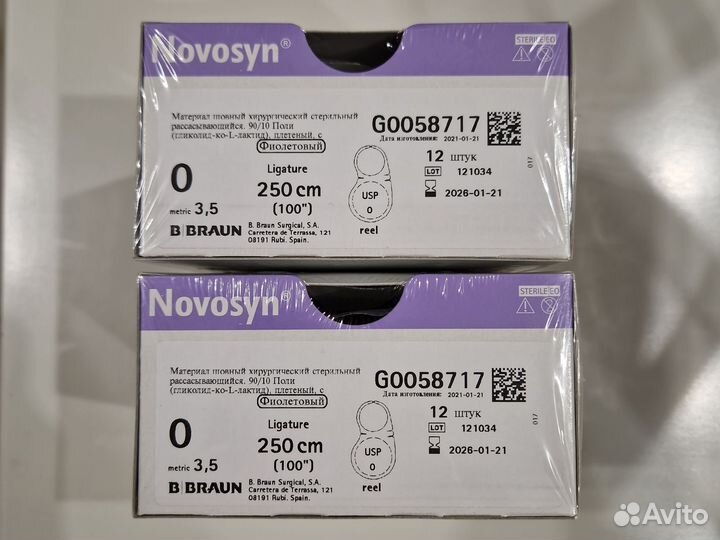 Novosyn®
STERILE EO
Материал шовный хирургический стерильный
рассасывающийся. 90/10 Поли
(гликолид-ко-L-лактид), плетеный, с
Фиолетовый
G0058717
Дата изготовления: 2021-01-21
12 штук
LOT 121034
2026-01-21
017
0
metric 3,5
Ligature
250 cm
(100")
USP
0
reel
B BRAUN
B. Braun Surgical, S.A.
Carretera de Terrassa, 121
08191 Rubi. Spain.
Novosyn®
STERILE EO
Материал шовный хирургический стерильный
рассасывающийся. 90/10 Поли
(гликолид-ко-L-лактид), плетеный, с
Фиолетовый
G0058717
Дата изготовления: 2021-01-21
12 штук
LOT 121034
2026-01-21
017
0
metric 3,5
Ligature
250 cm
(100")
USP
0
reel
B BRAUN
B. Braun Surgical, S.A.
Carretera de Terrassa, 121
08191 Rubi. Spain.
Avito